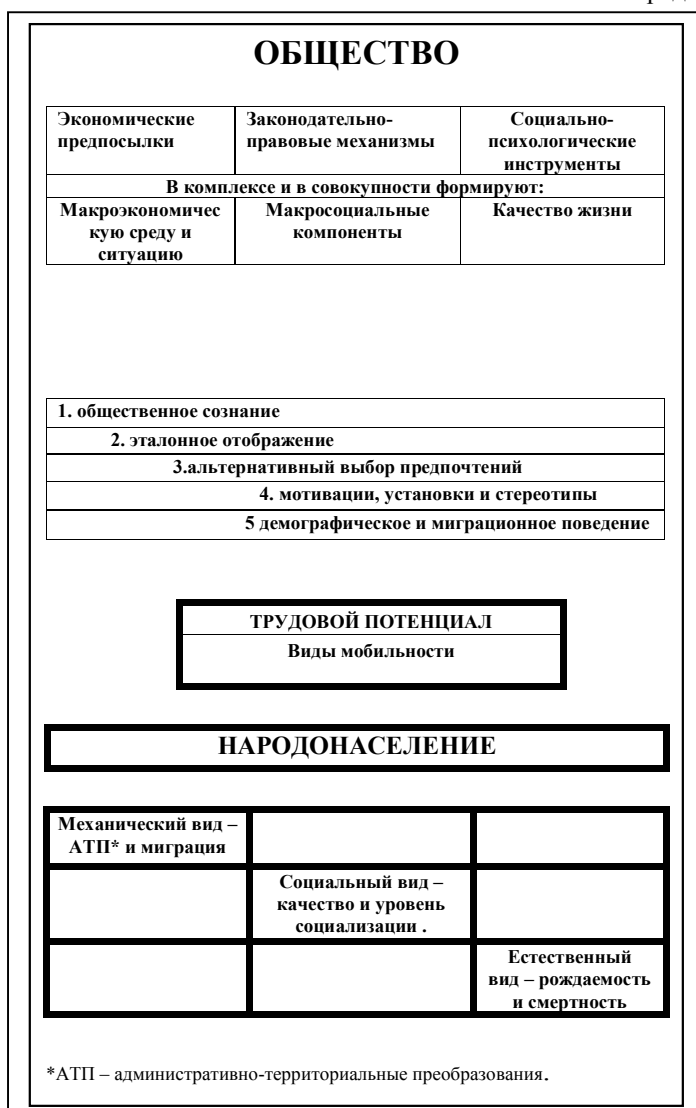 ОБЩЕСТВО
Экономические
предпосылки
Законодательно-
правовые механизмы
Социально-
психологические
инструменты
В комплексе и в совокупности формируют:
Макроэкономичес
кую среду и
ситуацию
Макросоциальные
компоненты
Качество жизни
1. общественное сознание
2. эталонное отображение
3.альтернативный выбор предпочтений
4. мотивации, установки и стереотипы
5 демографическое и миграционное поведение
ТРУДОВОЙ ПОТЕНЦИАЛ
Виды мобильности
НАРОДОНАСЕЛЕНИЕ
Механический вид –
АТП* и миграция
Социальный вид –
качество и уровень
социализации .
Естественный
вид – рождаемость
и смертность
*АТП – административно-территориальные преобразования.